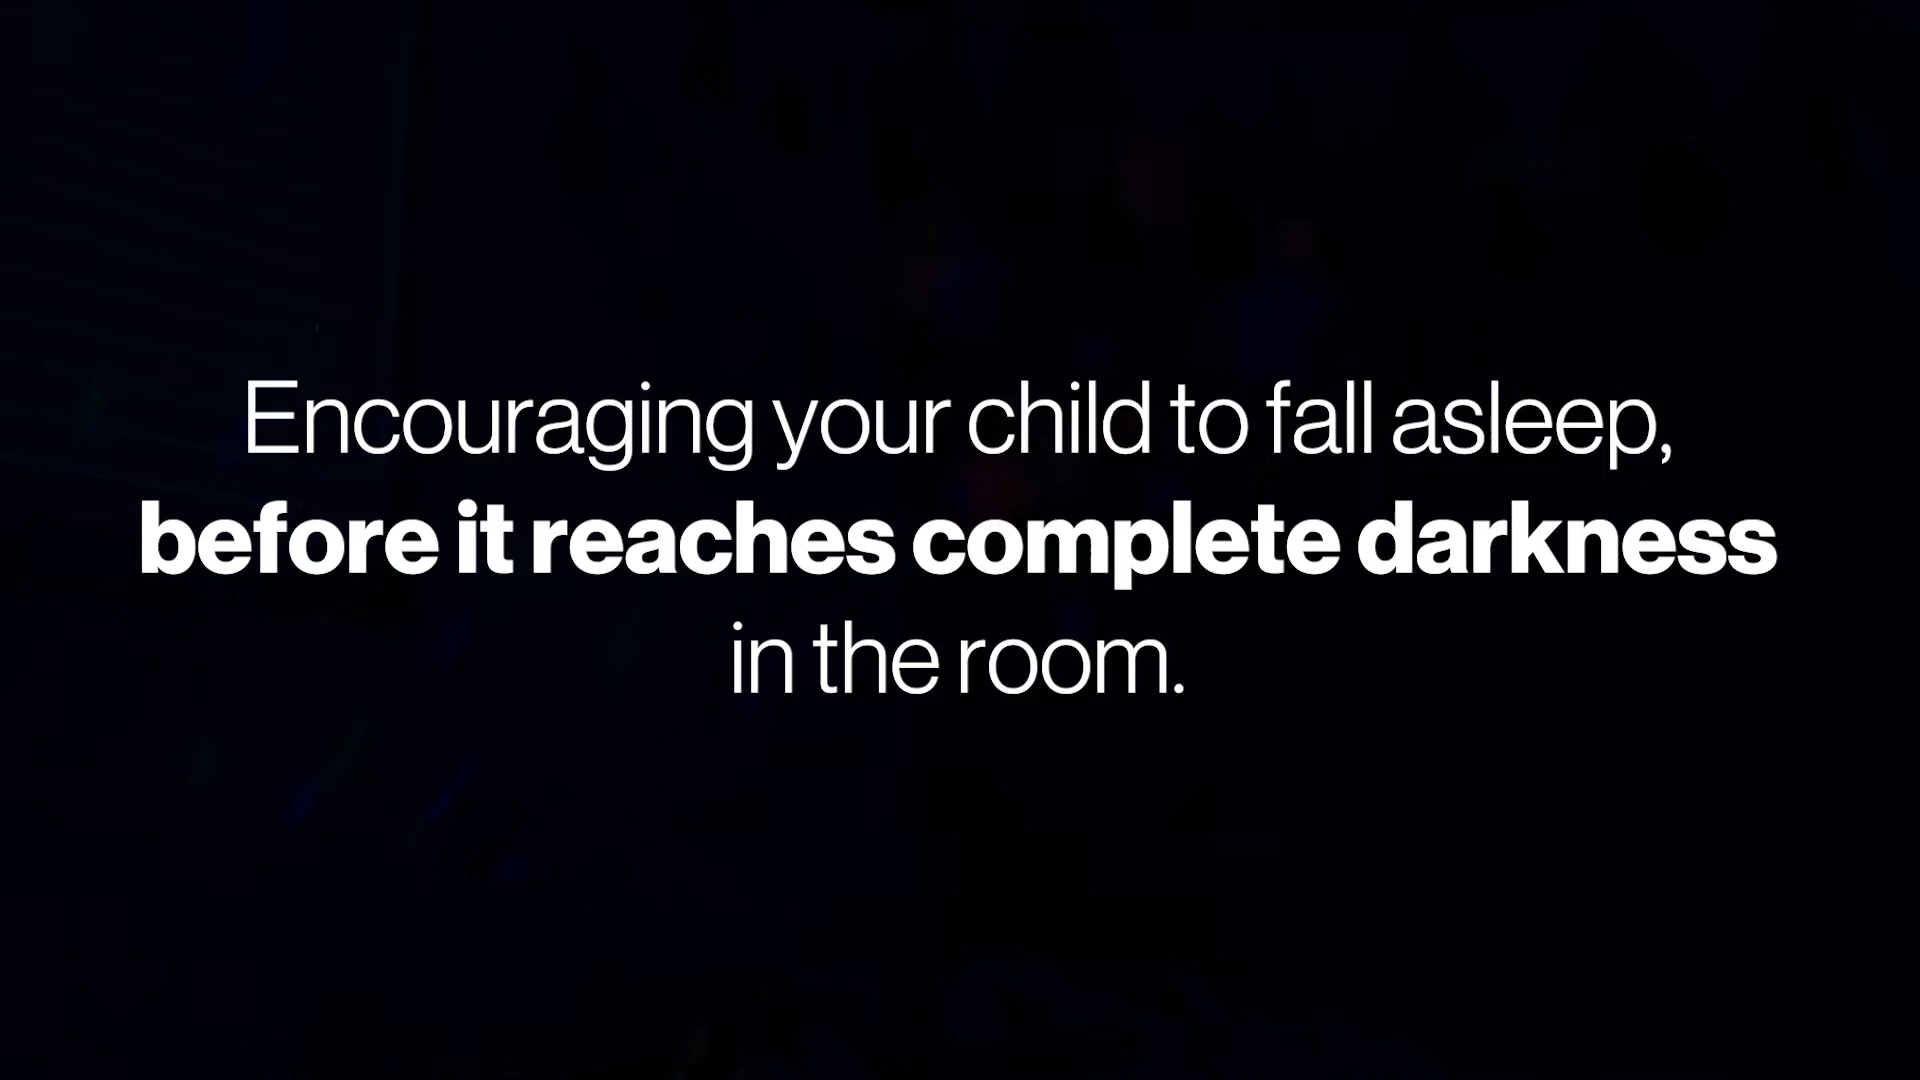 Encouraging your child to fall asleep,
before it reaches complete darkness
in the room.